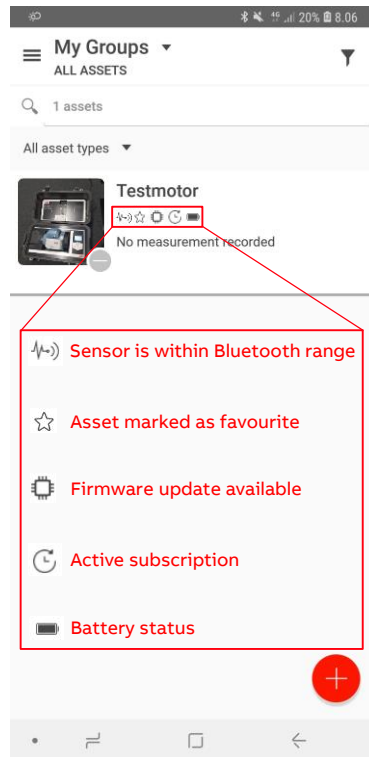 4G 20% 8.06
My Groups
ALL ASSETS
1 assets
All asset types
Testmotor
No measurement recorded
Sensor is within Bluetooth range
Asset marked as favourite
Firmware update available
Active subscription
Battery status